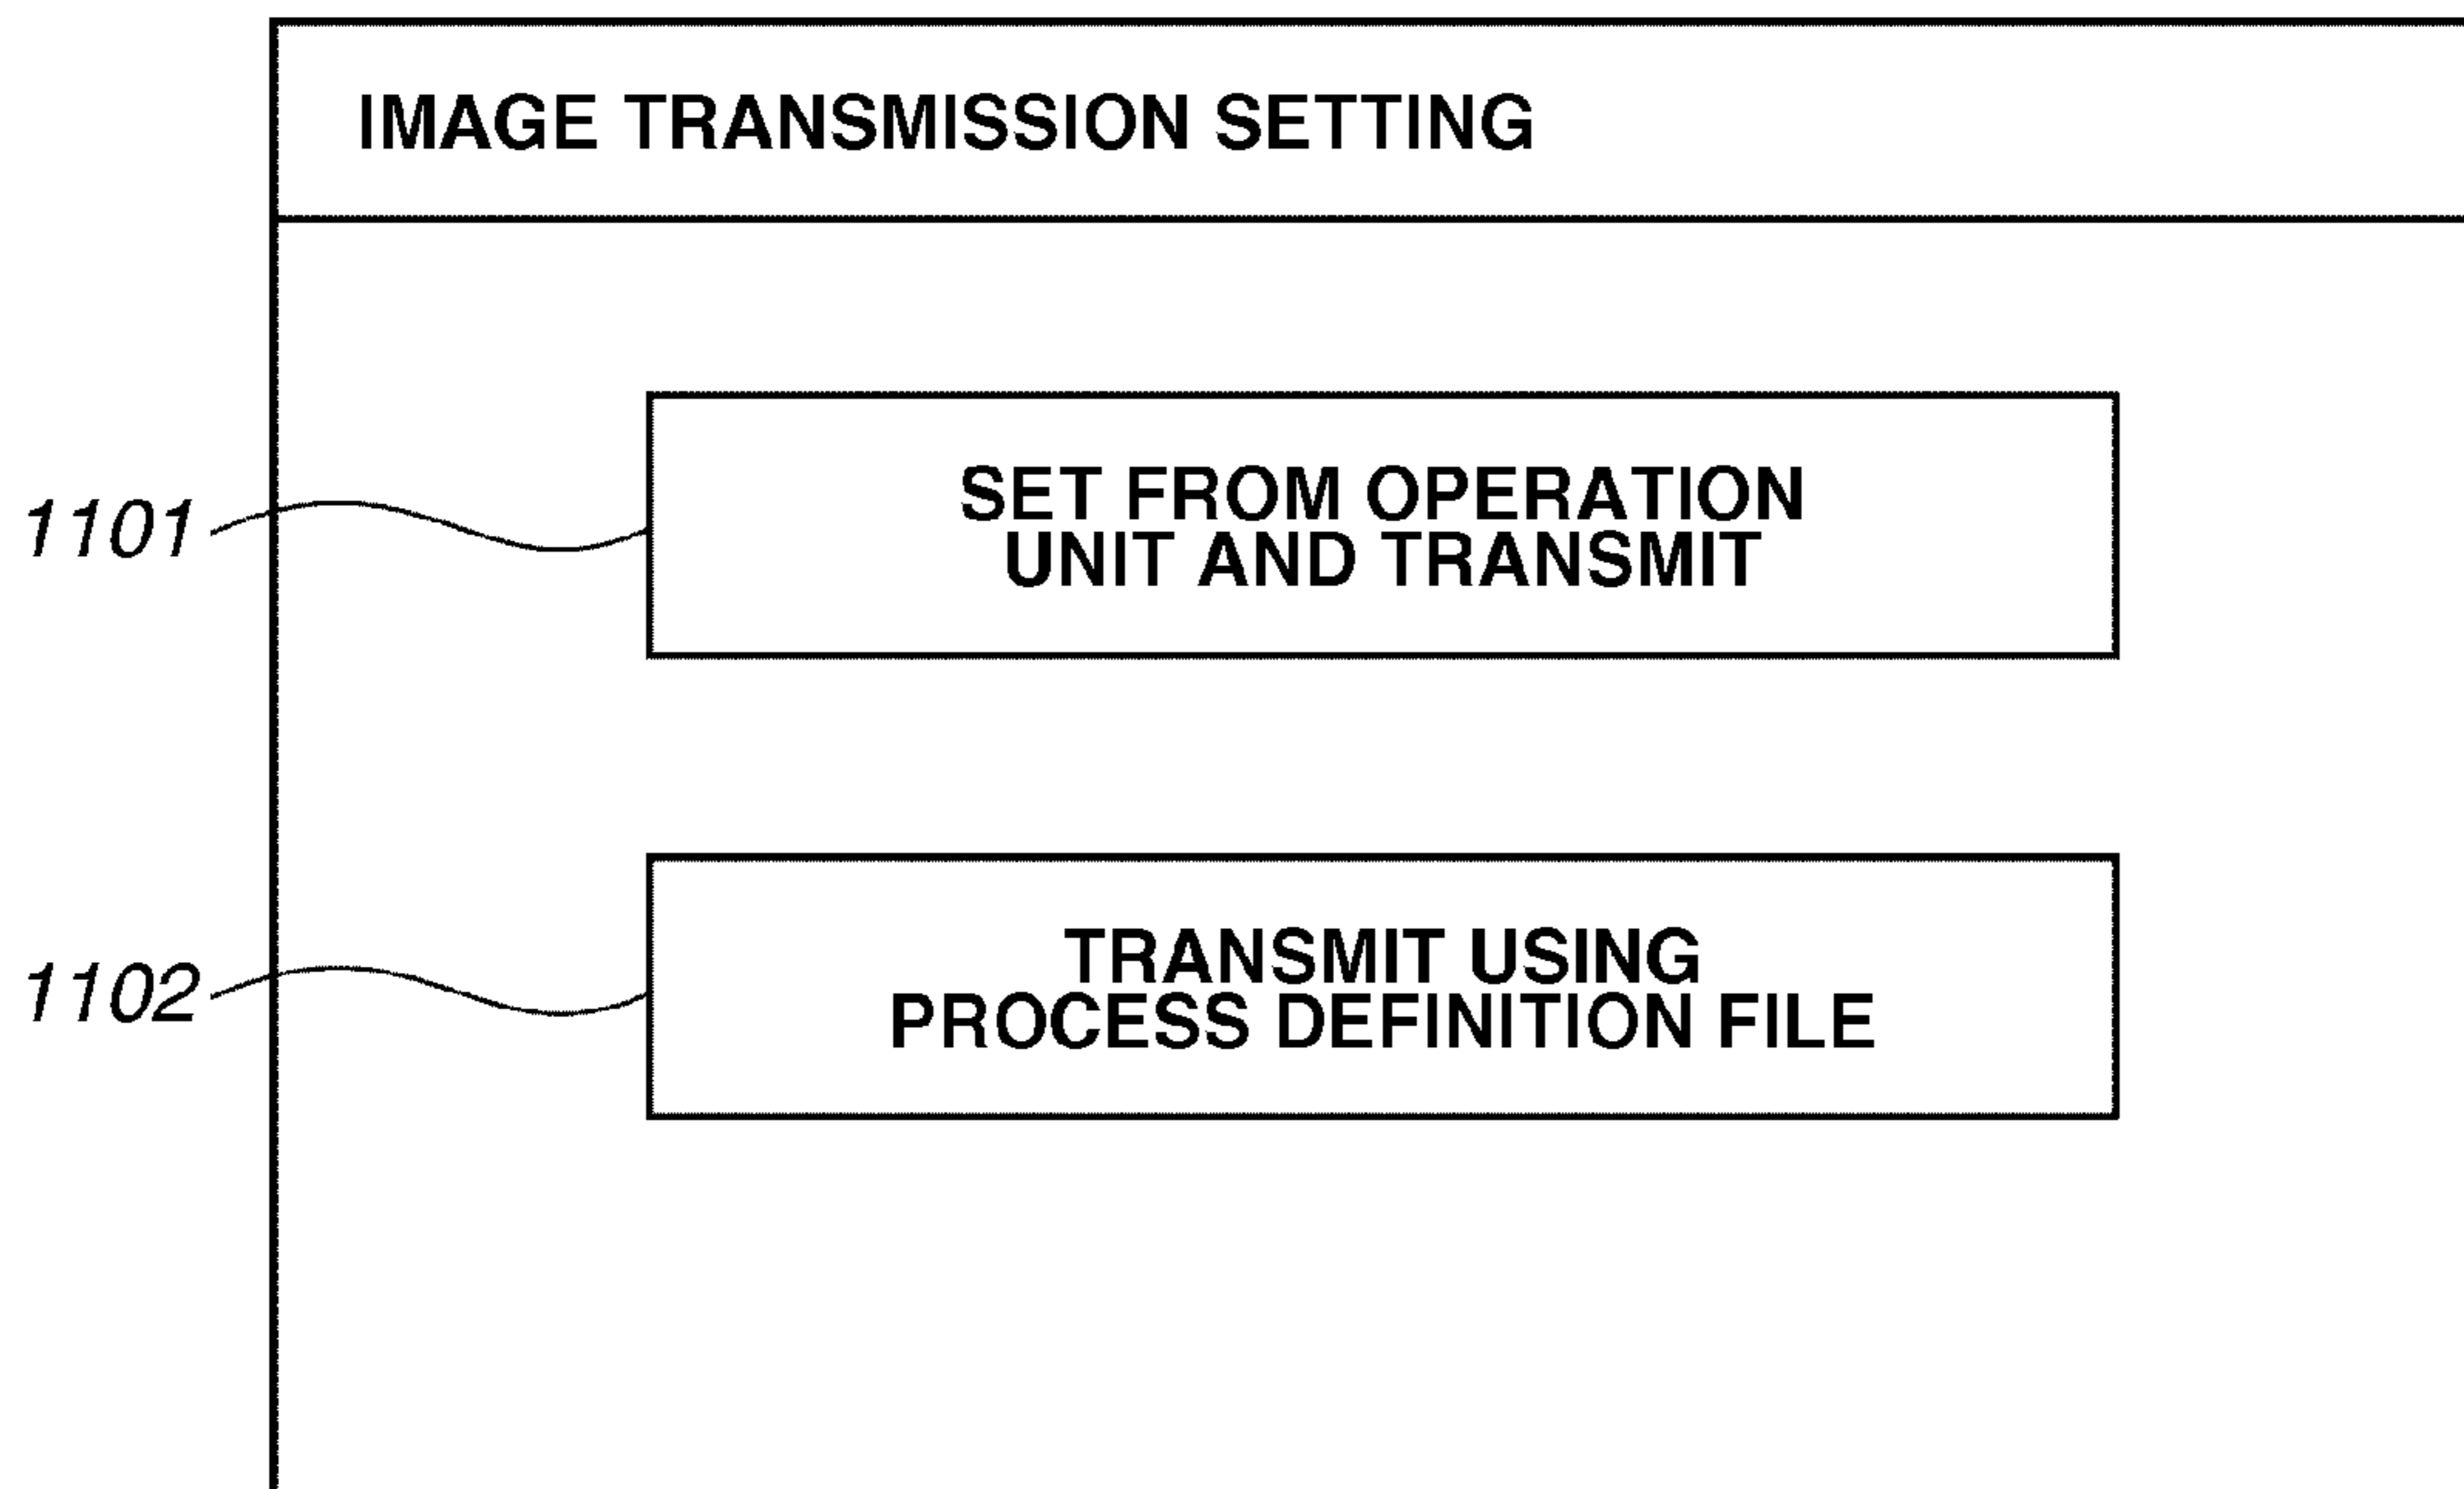 IMAGE TRANSMISSION SETTING
1101
SET FROM OPERATION
UNIT AND TRANSMIT
1102
TRANSMIT USING
PROCESS DEFINITION FILE